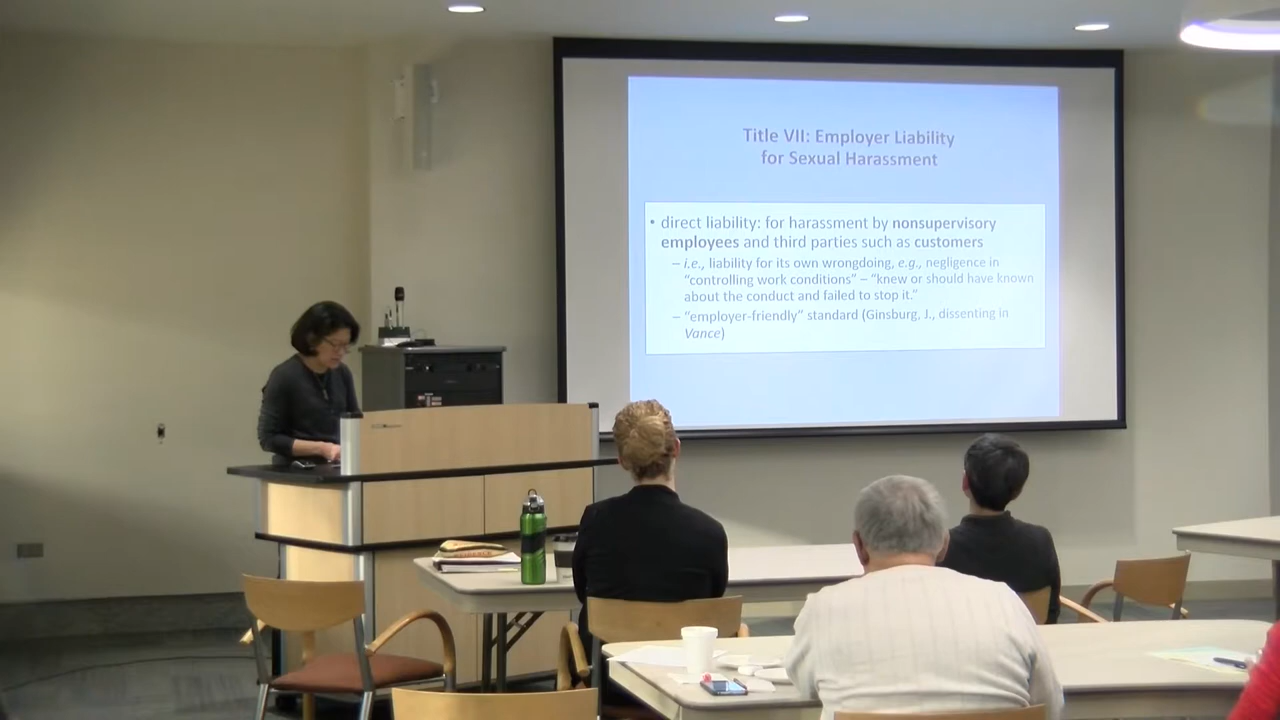 Title VII: Employer Liability
for Sexual Harassment
• direct liability: for harassment by nonsupervisory
employees and third parties such as customers
– i.e., liability for its own wrongdoing, e.g., negligence in
“controlling work conditions” – “knew or should have known
about the conduct and failed to stop it.”
– “employer-friendly” standard (Ginsburg, J., dissenting in
Vance)